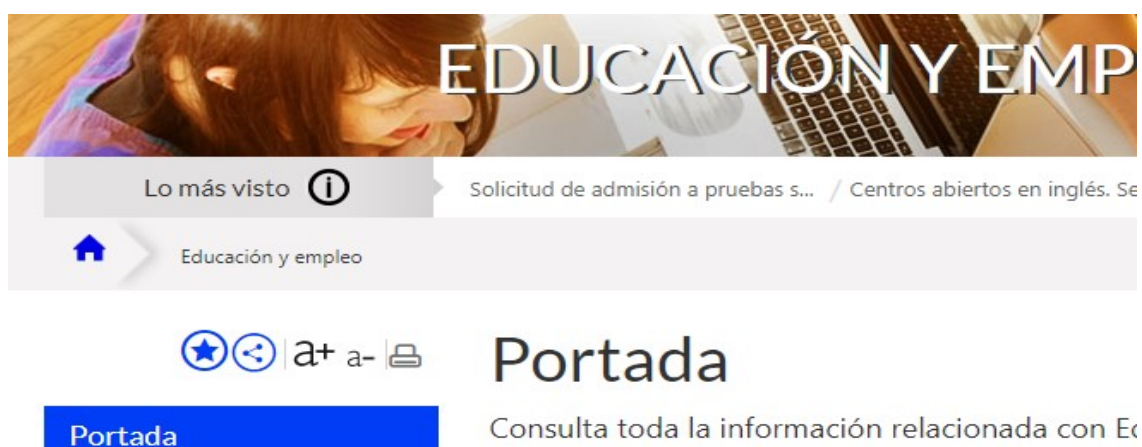 EDUCACIÓN Y EMP
Lo más visto
Solicitud de admisión a pruebas s... / Centros abiertos en inglés. Se
Educación y empleo
a+ a-
Portada
Portada
Consulta toda la información relacionada con